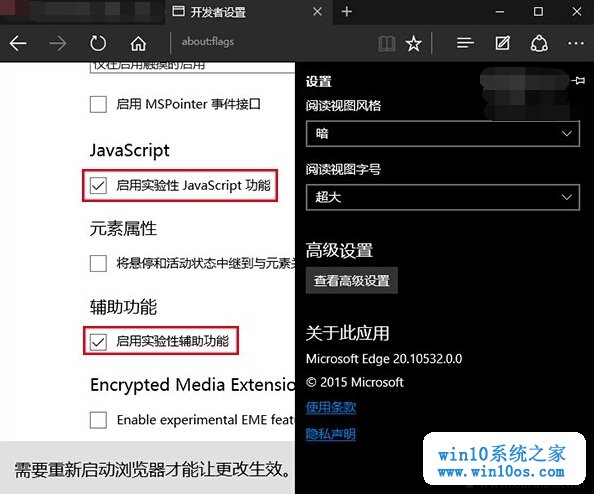 开发者设置
about:flags
仅在启用触摸时启用
启用 MSPointer 事件接口
JavaScript
启用实验性 JavaScript 功能
元素属性
将悬停和活动状态中继到与元素关
辅助功能
启用实验性辅助功能
Encrypted Media Extensio
Enable experimental EME feat
需要重新启动浏览器才能让更改生效。
设置
阅读视图风格
暗
阅读视图字号
超大
高级设置
查看高级设置
关于此应用
Microsoft Edge 20.10532.0.0
© 2015 Microsoft
使用条款
隐私声明
win10系统之家
www.win10os.com